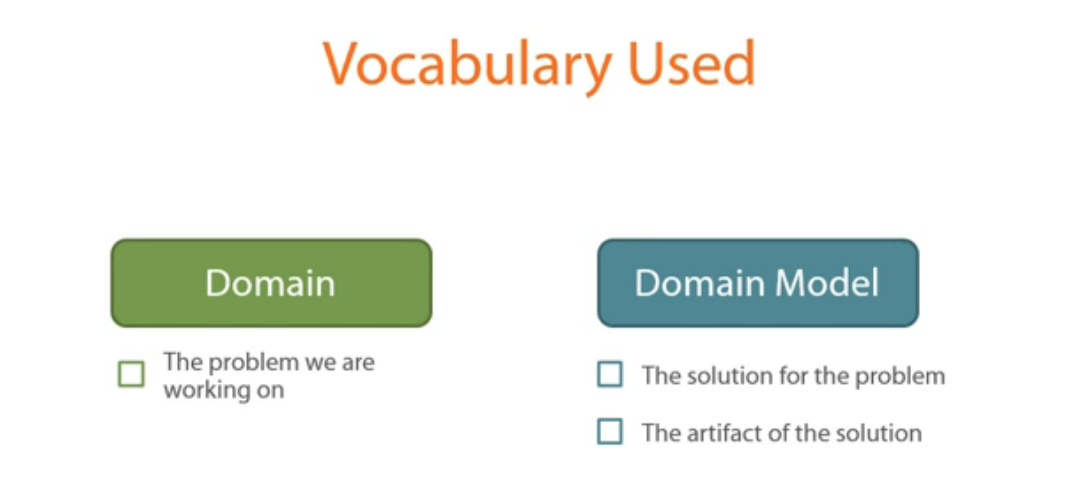 Vocabulary Used
Domain
The problem we are
working on
Domain Model
The solution for the problem
The artifact of the solution